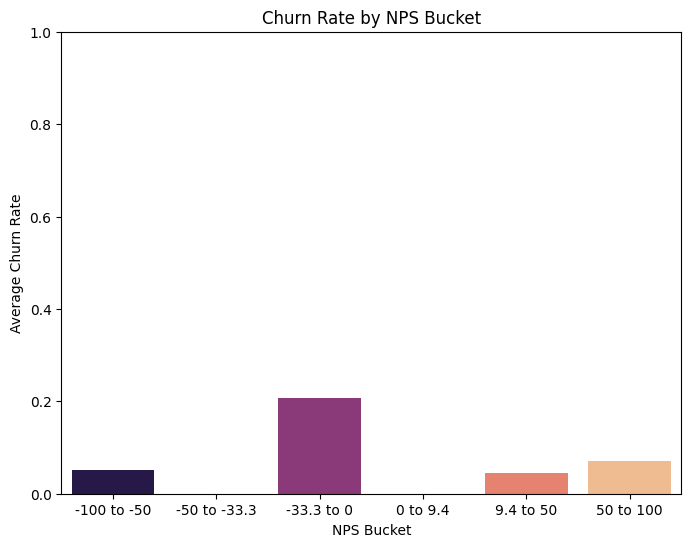 Churn Rate by NPS Bucket
1.0
0.8
0.6
0.4
0.2
0.0
Average Churn Rate
-100 to -50
-50 to -33.3
-33.3 to 0
0 to 9.4
9.4 to 50
50 to 100
NPS Bucket